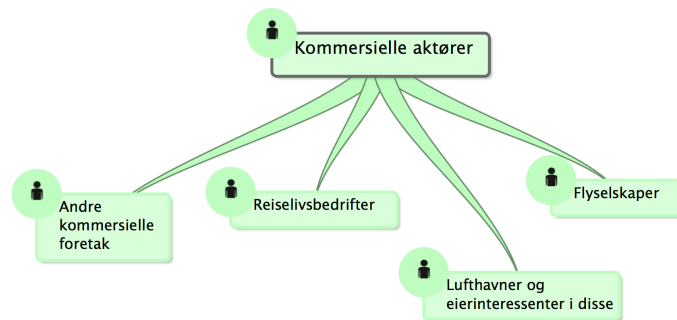 Kommersielle aktører
Andre
kommersielle
foretak
Reiselivsbedrifter
Flyselskaper
Lufthavner og
eierinteressenter i disse